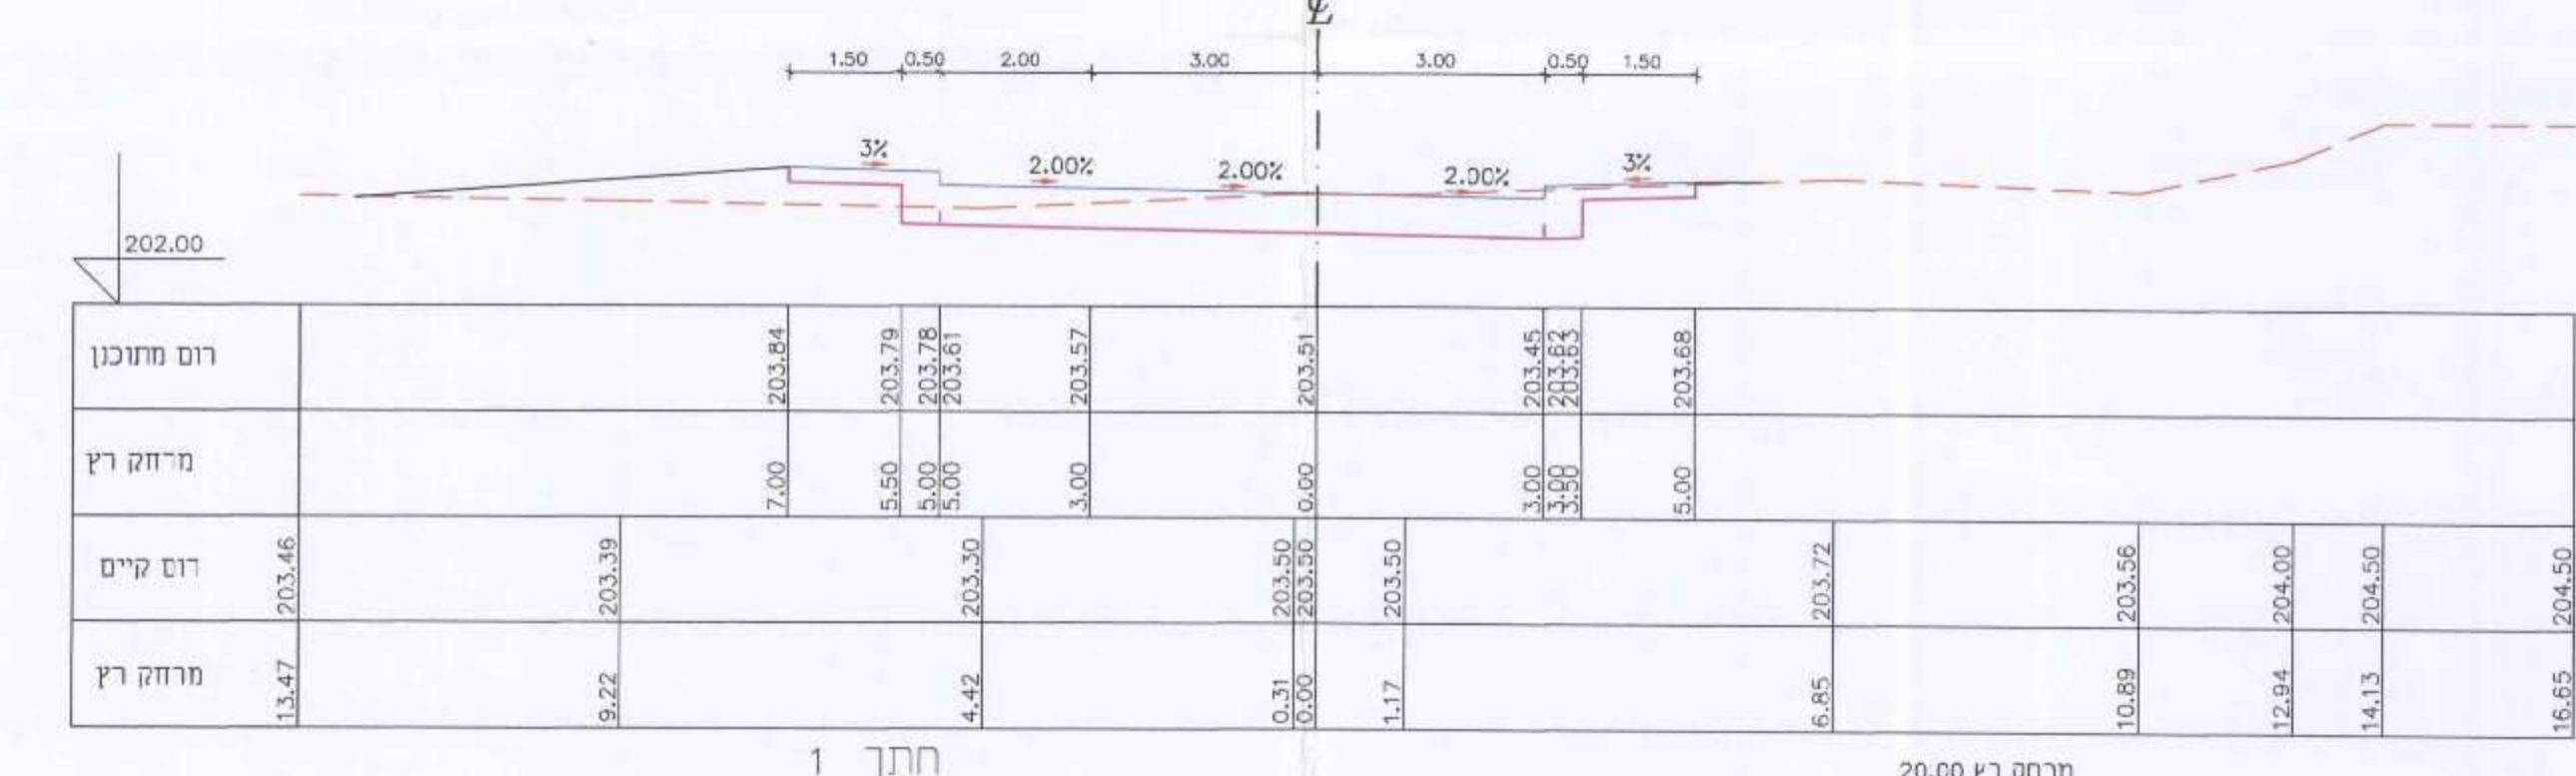 ℄
1.50 0.50 2.00 3.00 3.00 0.50 1.50
3% 2.00% 2.00% 2.00% 3%
202.00
רום מתוכנן 203.84 203.79 203.78 203.61 203.57 203.51 203.45 203.62 203.63 203.68
מרחק רץ 7.00 5.50 5.00 5.00 3.00 0.00 3.00 3.00 3.50 5.00
רום קיים 203.46 203.39 203.30 203.50 203.50 203.50 203.72 203.56 204.00 204.50 204.50
מרחק רץ 13.47 9.22 4.42 0.31 0.00 1.17 6.85 10.89 12.94 14.13 16.65
חתך 1
מרחק רץ 20.00